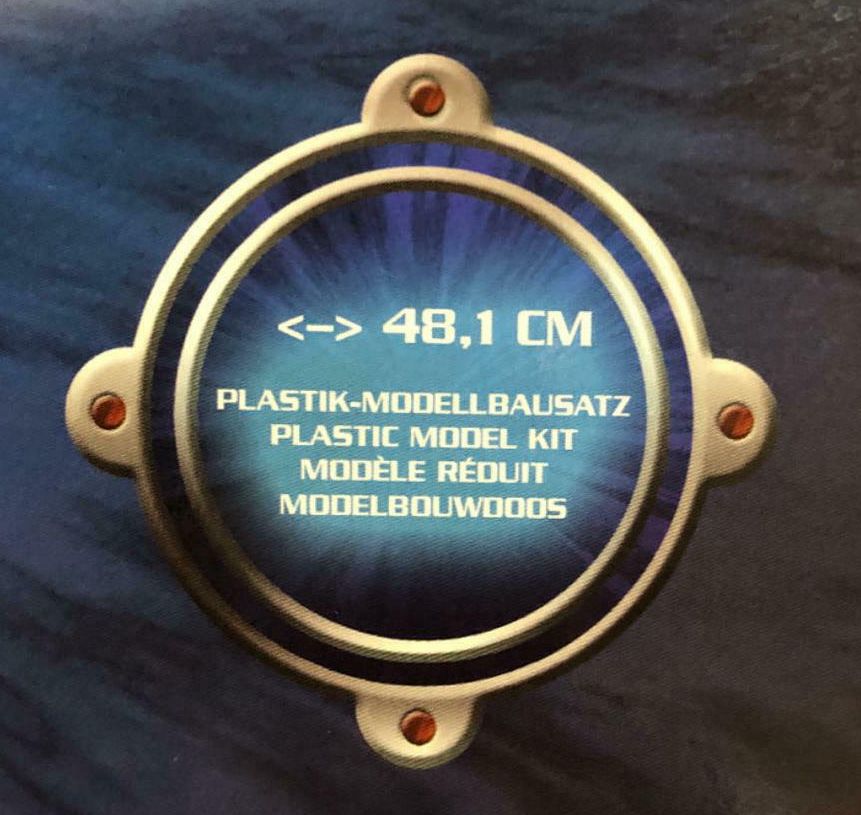 <--> 48,1 CM
PLASTIK-MODELLBAUSATZ
PLASTIC MODEL KIT
MODÈLE RÉDUIT
MODELBOUWDOOS